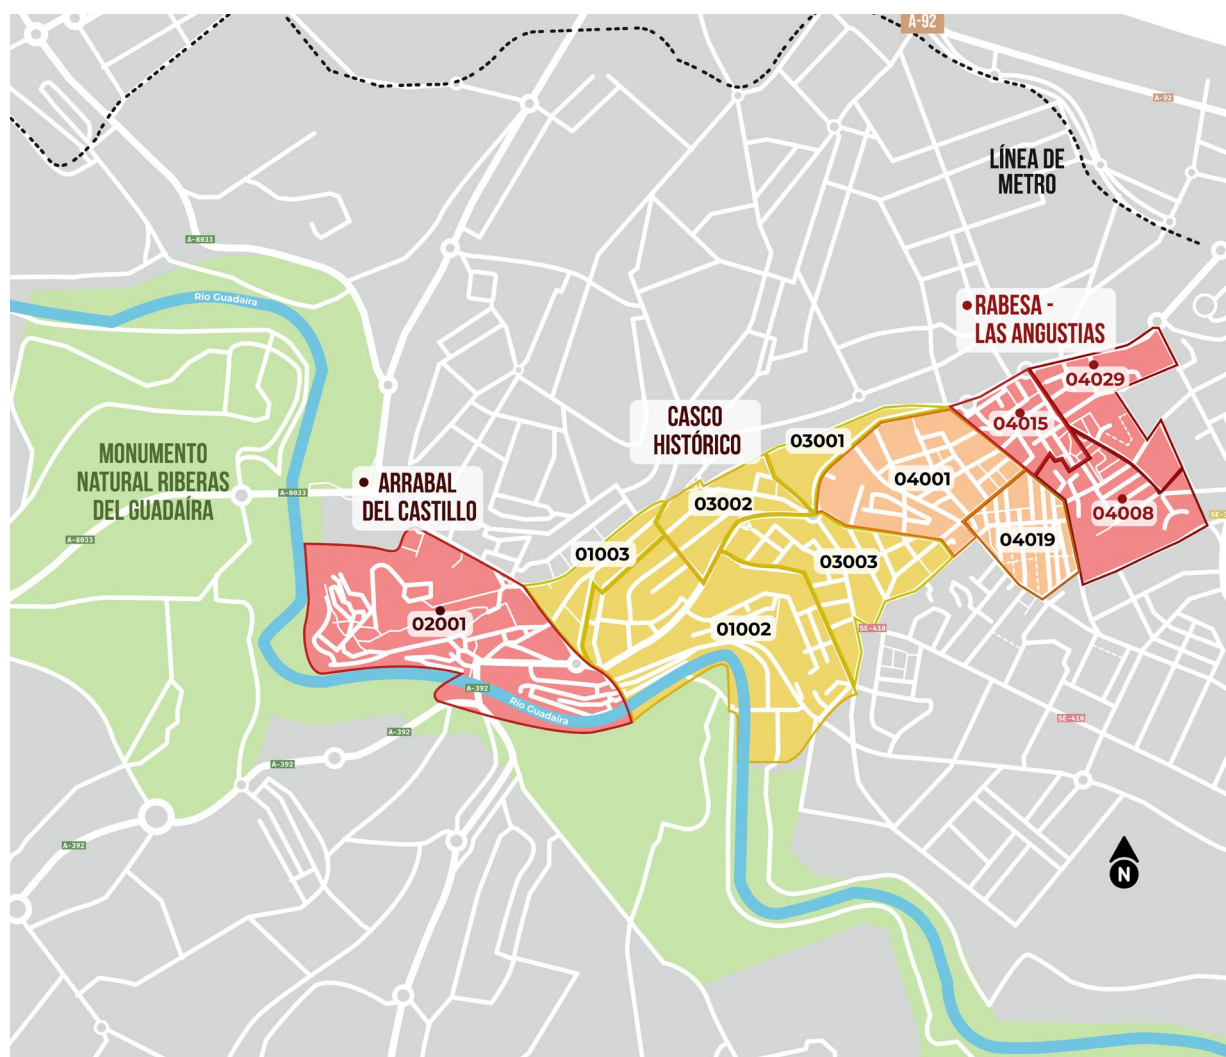 A-92
A-92
LÍNEA DE
METRO
A-8033
Río Guadaíra
RABESA -
LAS ANGUSTIAS
04029
04015
CASCO
HISTÓRICO
03001
MONUMENTO
NATURAL RIBERAS
DEL GUADAÍRA
ARRABAL
DEL CASTILLO
04001
A-8033
03002
04008
A-8033
04019
01003
03003
02001
01002
SE-410
A-392
Río Guadaíra
SE-410
A-392
A-392
A-392
N